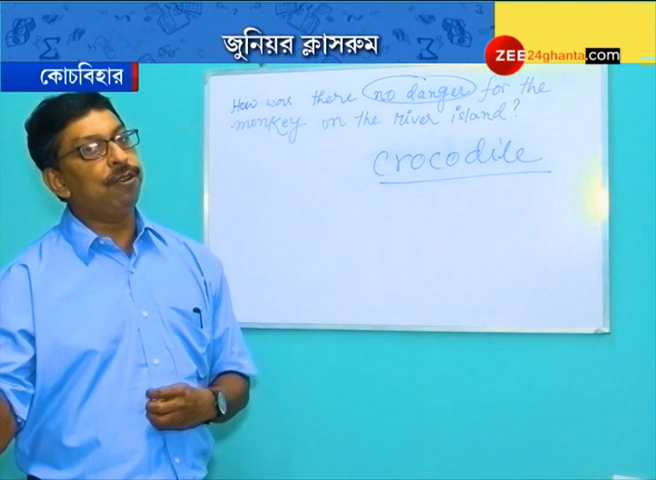 জুনিয়র ক্লাসরুম
ZEE24ghanta.com
কোচবিহার
How was there no danger for the
monkey on the river island?
crocodile